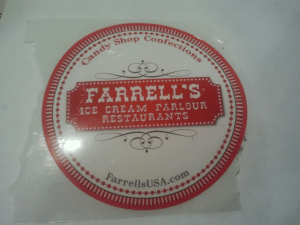 Candy Shop Confections
FARRELL'S
ICE CREAM PARLOUR
RESTAURANTS
FarrellsUSA.com